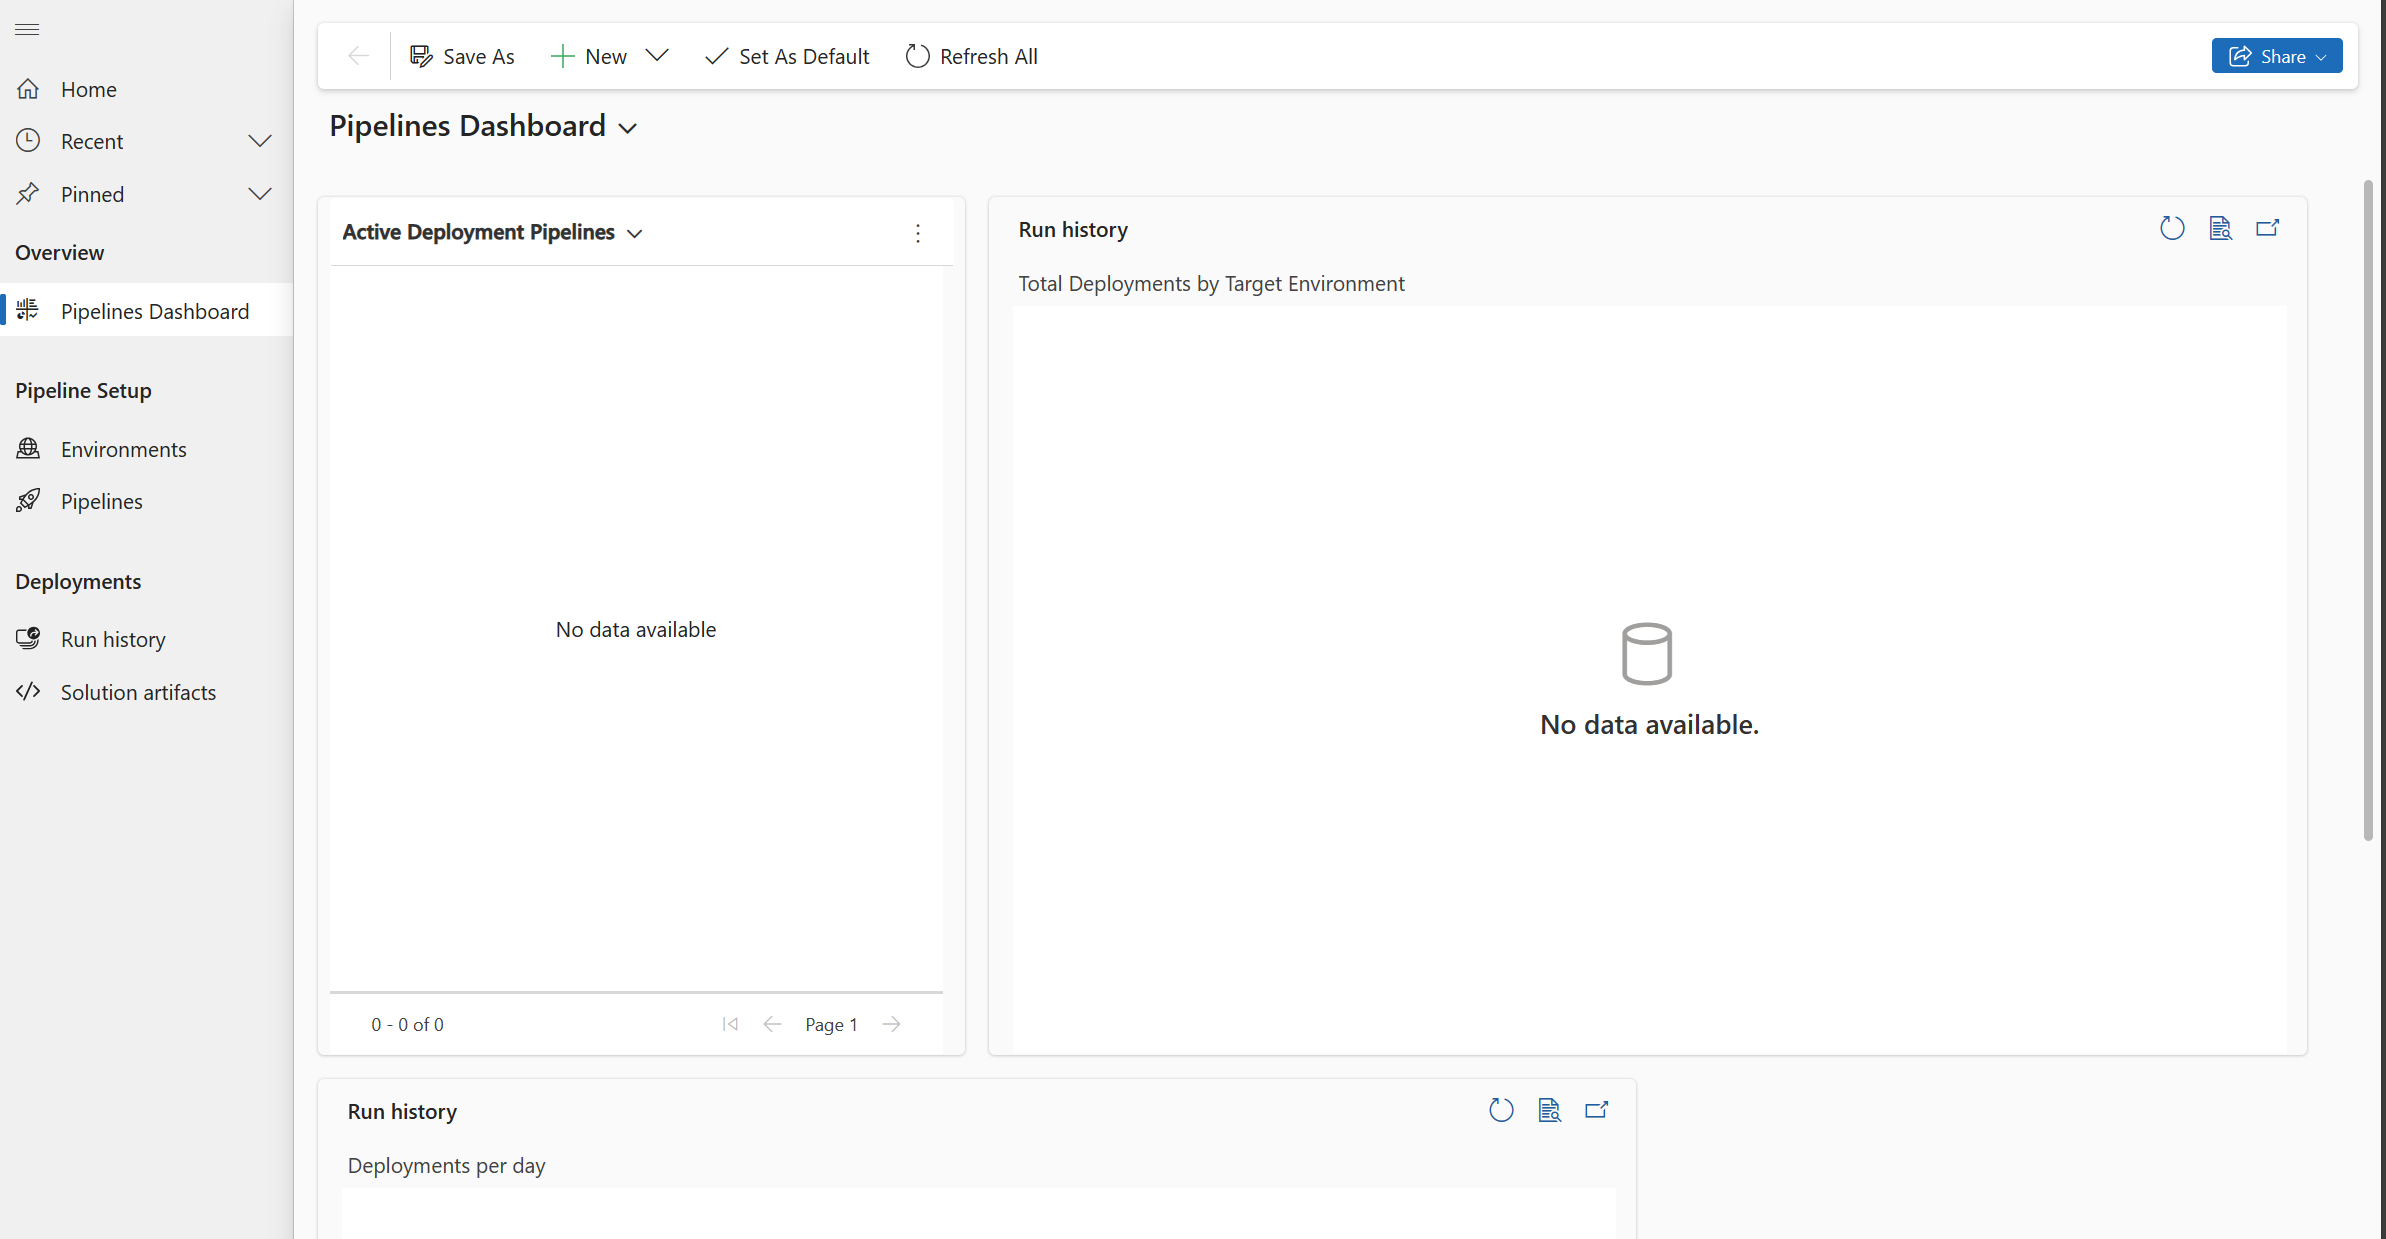 Save As
New
Set As Default
Refresh All
Share
Home
Recent
Pinned
Overview
Pipelines Dashboard
Pipeline Setup
Environments
Pipelines
Deployments
Run history
Solution artifacts
Pipelines Dashboard
Active Deployment Pipelines
No data available
0 - 0 of 0
Page 1
Run history
Total Deployments by Target Environment
No data available.
Run history
Deployments per day